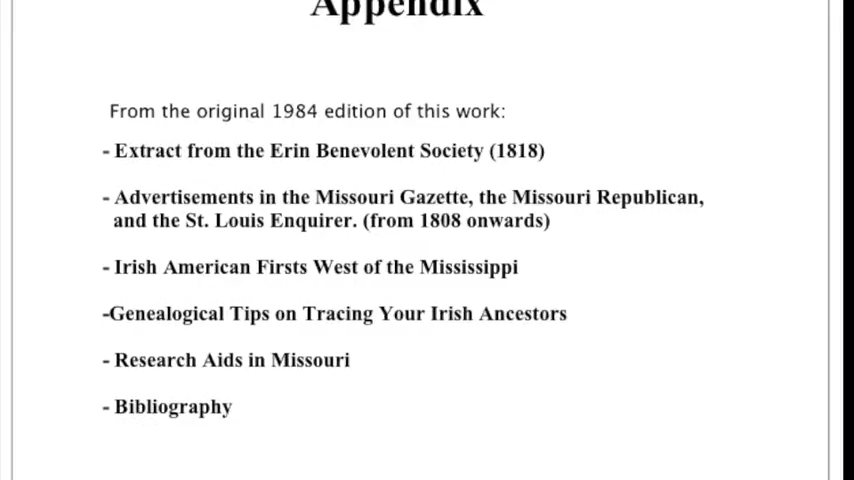 Appendix
From the original 1984 edition of this work:
- Extract from the Erin Benevolent Society (1818)
- Advertisements in the Missouri Gazette, the Missouri Republican,
and the St. Louis Enquirer. (from 1808 onwards)
- Irish American Firsts West of the Mississippi
-Genealogical Tips on Tracing Your Irish Ancestors
- Research Aids in Missouri
- Bibliography